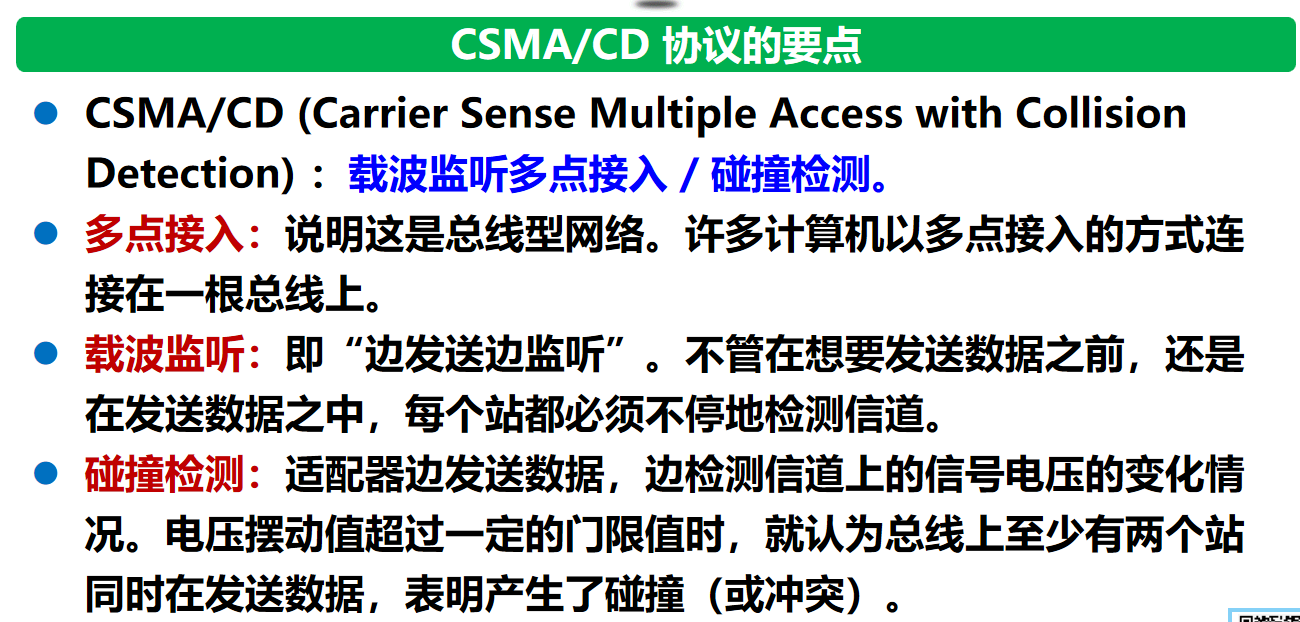 CSMA/CD 协议的要点
CSMA/CD (Carrier Sense Multiple Access with Collision
Detection) ：载波监听多点接入 / 碰撞检测。
多点接入：说明这是总线型网络。许多计算机以多点接入的方式连
接在一根总线上。
载波监听：即“边发送边监听”。不管在想要发送数据之前，还是
在发送数据之中，每个站都必须不停地检测信道。
碰撞检测：适配器边发送数据，边检测信道上的信号电压的变化情
况。电压摆动值超过一定的门限值时，就认为总线上至少有两个站
同时在发送数据，表明产生了碰撞（或冲突）。